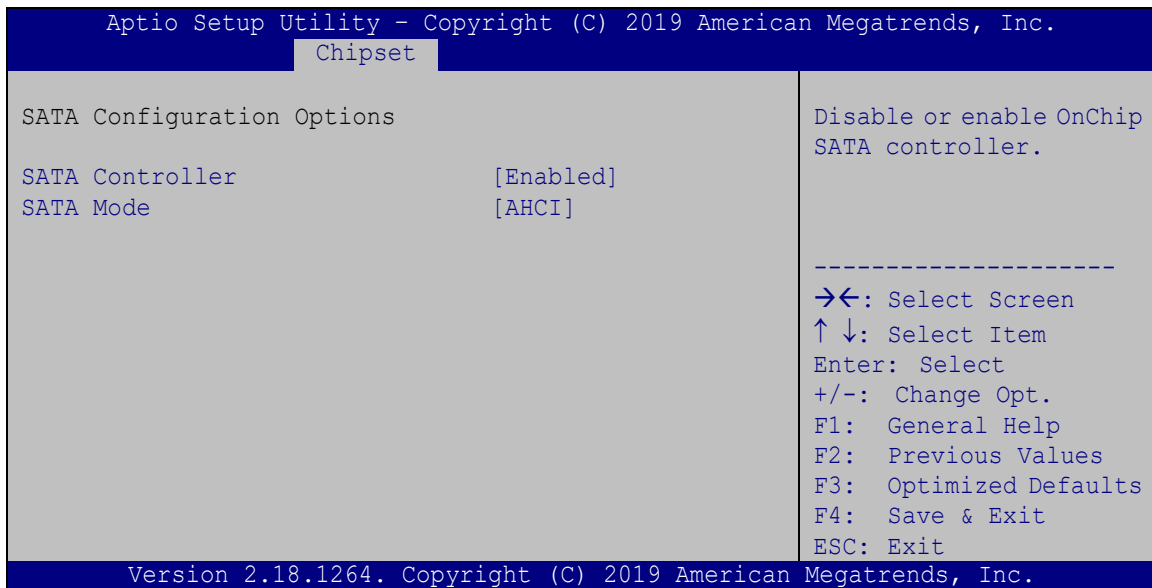 Aptio Setup Utility – Copyright (C) 2019 American Megatrends, Inc.
Chipset
SATA Configuration Options
SATA Controller [Enabled]
SATA Mode [AHCI]
Disable or enable OnChip
SATA controller.
---------------------
→←: Select Screen
↑ ↓: Select Item
Enter: Select
+/-: Change Opt.
F1: General Help
F2: Previous Values
F3: Optimized Defaults
F4: Save & Exit
ESC: Exit
Version 2.18.1264. Copyright (C) 2019 American Megatrends, Inc.